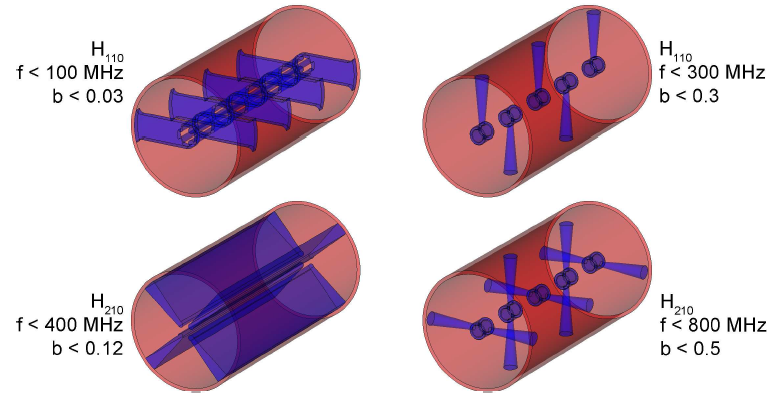 H₁₁₀
f < 100 MHz
b < 0.03
H₁₁₀
f < 300 MHz
b < 0.3
H₂₁₀
f < 400 MHz
b < 0.12
H₂₁₀
f < 800 MHz
b < 0.5